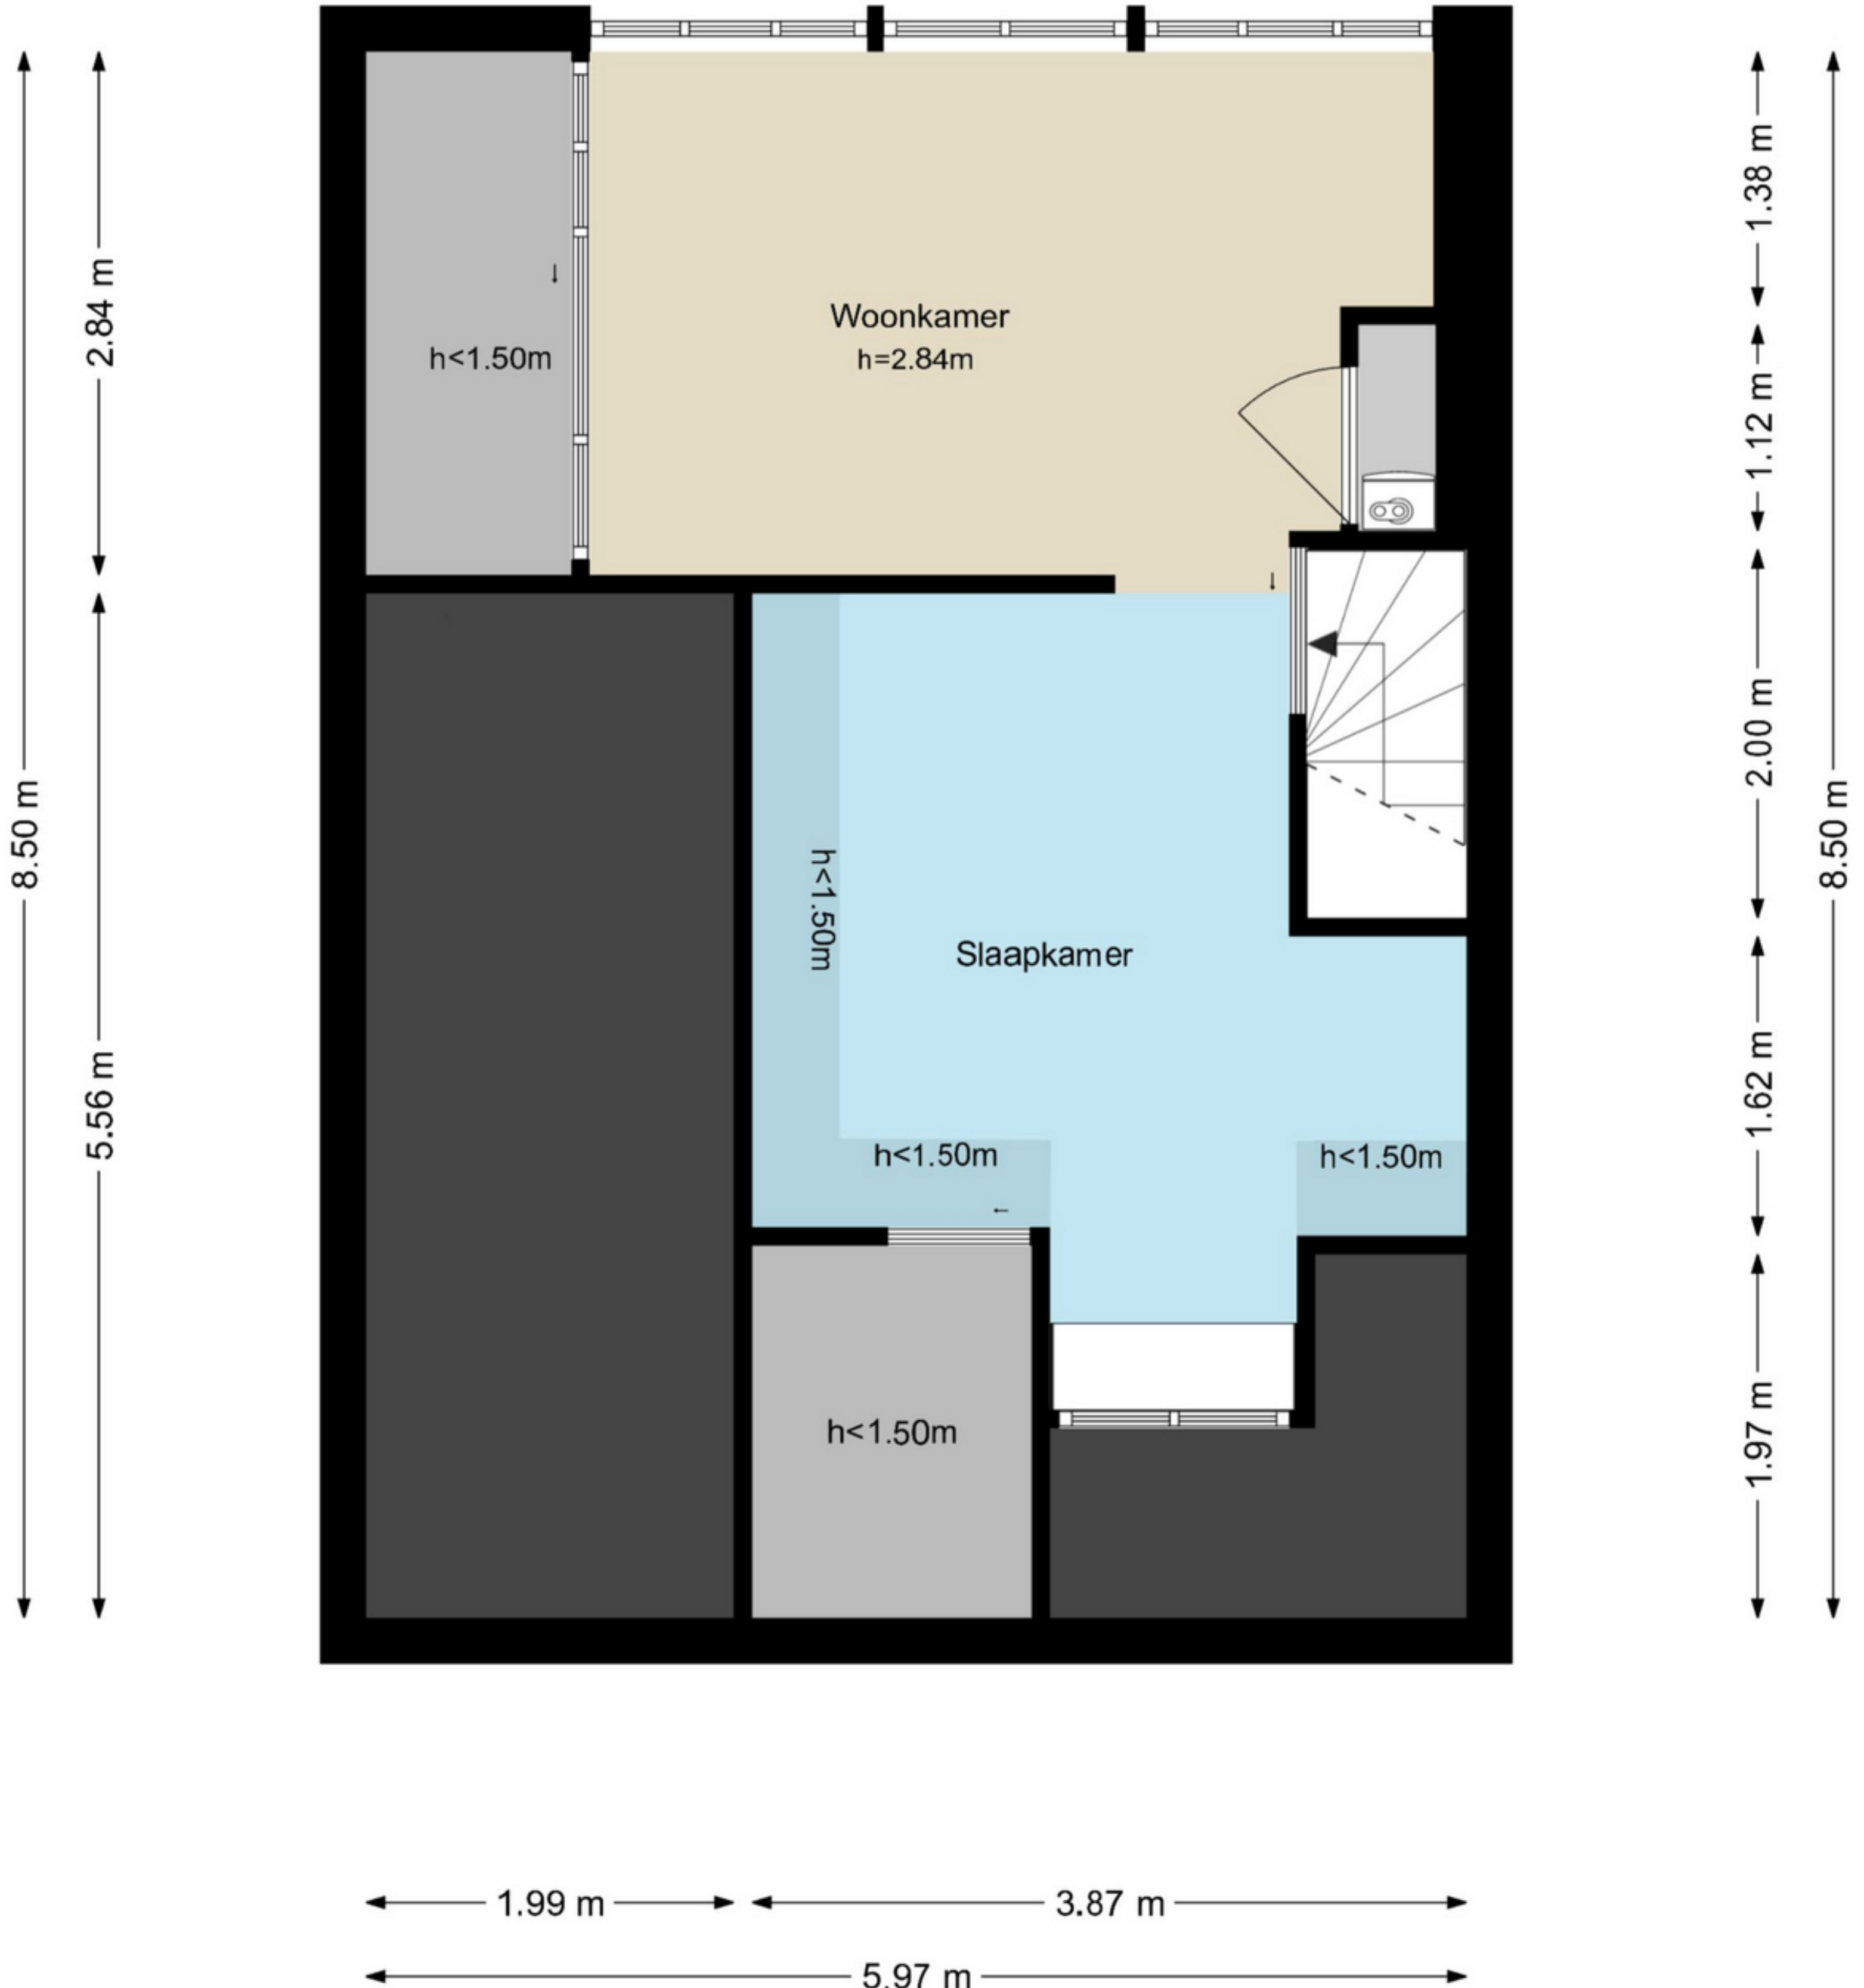 Woonkamer
h=2.84m
h<1.50m
Slaapkamer
h<1.50m
h<1.50m
h<1.50m
h<1.50m
8.50 m
2.84 m
5.56 m
1.38 m
1.12 m
2.00 m
1.62 m
1.97 m
8.50 m
1.99 m
3.87 m
5.97 m